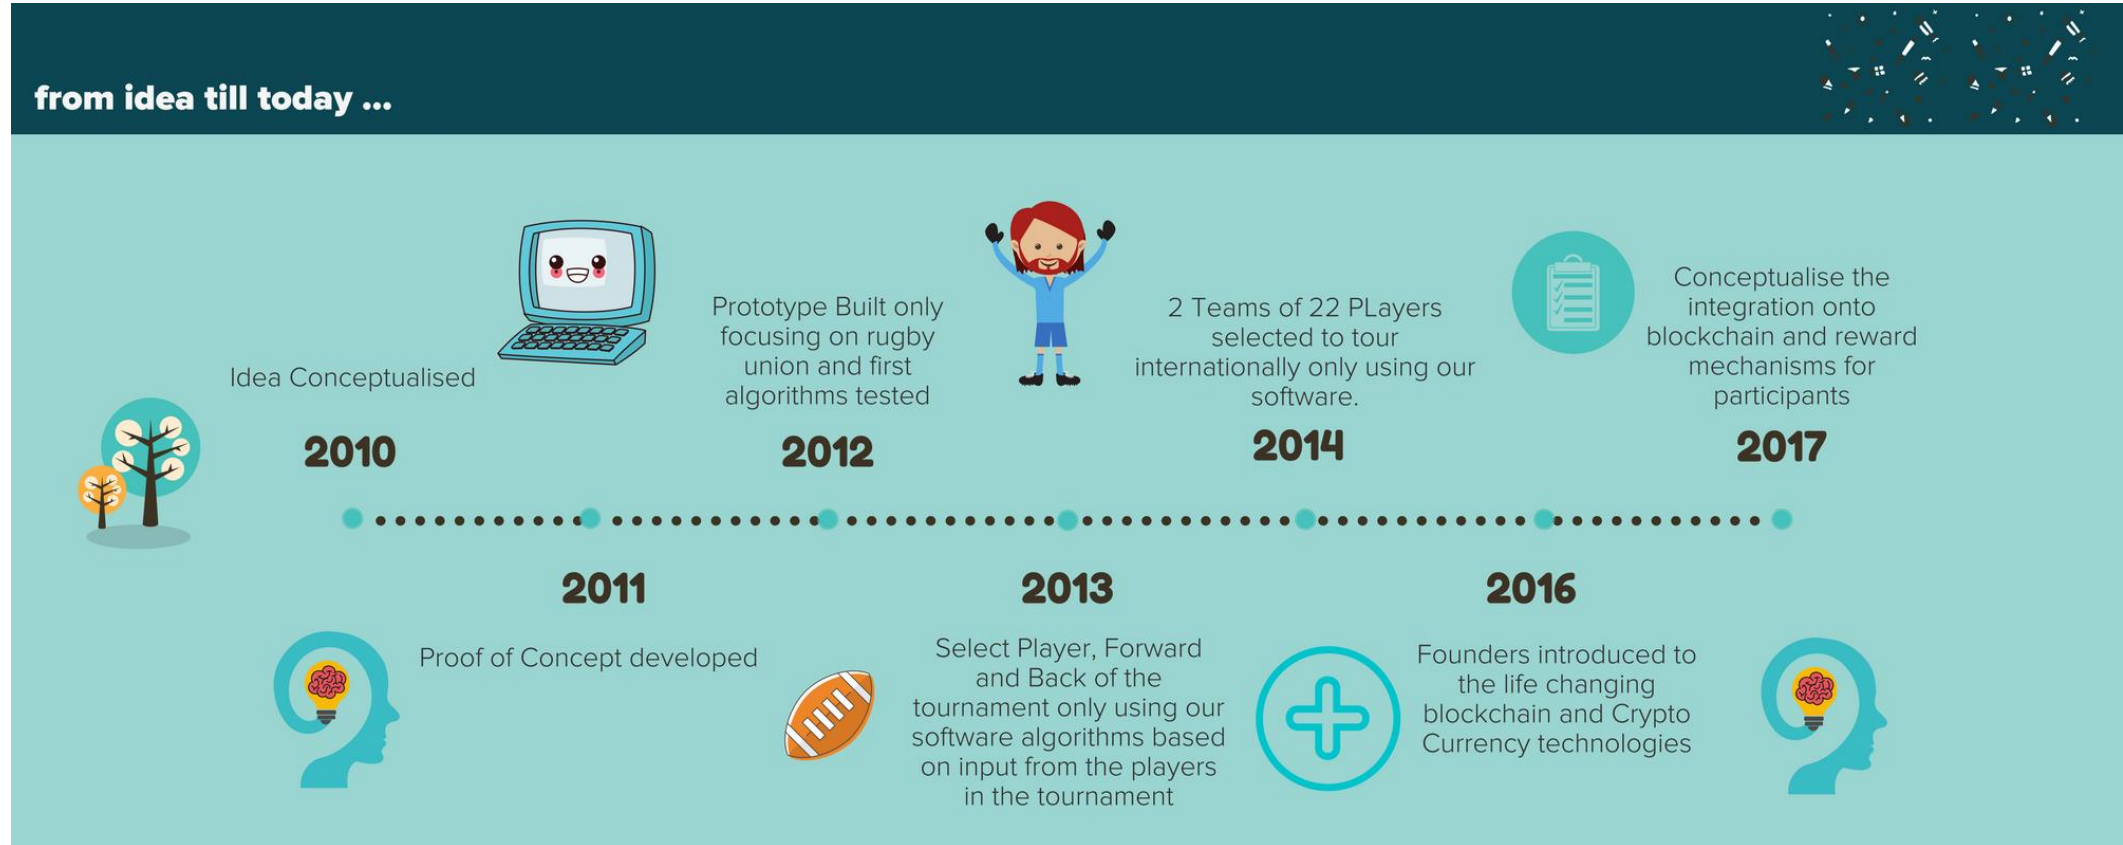 from idea till today ...
Idea Conceptualised
2010
2011
Proof of Concept developed
Prototype Built only
focusing on rugby
union and first
algorithms tested
2012
2013
Select Player, Forward
and Back of the
tournament only using our
software algorithms based
on input from the players
in the tournament
2 Teams of 22 PLayers
selected to tour
internationally only using our
software.
2014
2016
Founders introduced to
the life changing
blockchain and Crypto
Currency technologies
Conceptualise the
integration onto
blockchain and reward
mechanisms for
participants
2017